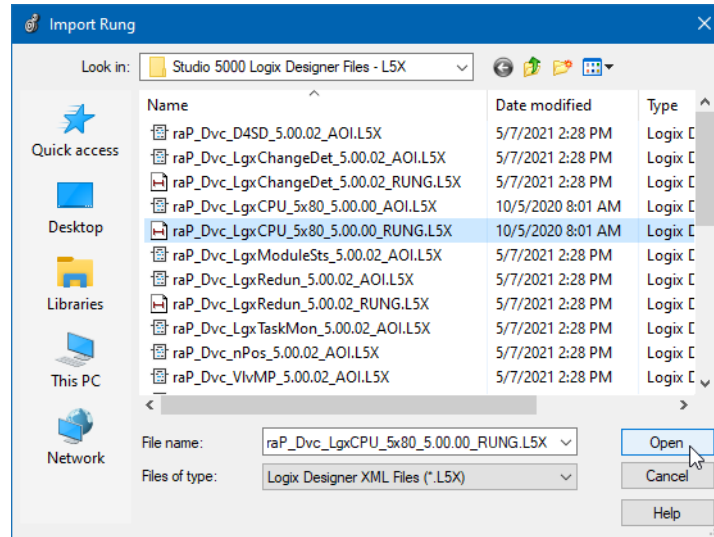 Import Rung
Look in: Studio 5000 Logix Designer Files - L5X
Name Date modified Type
raP_Dvc_D4SD_5.00.02_AOI.L5X 5/7/2021 2:28 PM Logix D
raP_Dvc_LgxChangeDet_5.00.02_AOI.L5X 5/7/2021 2:28 PM Logix D
raP_Dvc_LgxChangeDet_5.00.02_RUNG.L5X 5/7/2021 2:28 PM Logix D
raP_Dvc_LgxCPU_5x80_5.00.00_AOI.L5X 10/5/2020 8:01 AM Logix D
raP_Dvc_LgxCPU_5x80_5.00.00_RUNG.L5X 10/5/2020 8:01 AM Logix D
raP_Dvc_LgxModuleSts_5.00.02_AOI.L5X 5/7/2021 2:28 PM Logix D
raP_Dvc_LgxRedun_5.00.02_AOI.L5X 5/7/2021 2:28 PM Logix D
raP_Dvc_LgxRedun_5.00.02_RUNG.L5X 5/7/2021 2:28 PM Logix D
raP_Dvc_LgxTaskMon_5.00.02_AOI.L5X 5/7/2021 2:28 PM Logix D
raP_Dvc_nPos_5.00.02_AOI.L5X 5/7/2021 2:28 PM Logix D
raP_Dvc_VlvMP_5.00.02_AOI.L5X 5/7/2021 2:28 PM Logix D
Quick access
Desktop
Libraries
This PC
Network
File name: raP_Dvc_LgxCPU_5x80_5.00.00_RUNG.L5X Open
Files of type: Logix Designer XML Files (*.L5X) Cancel
Help